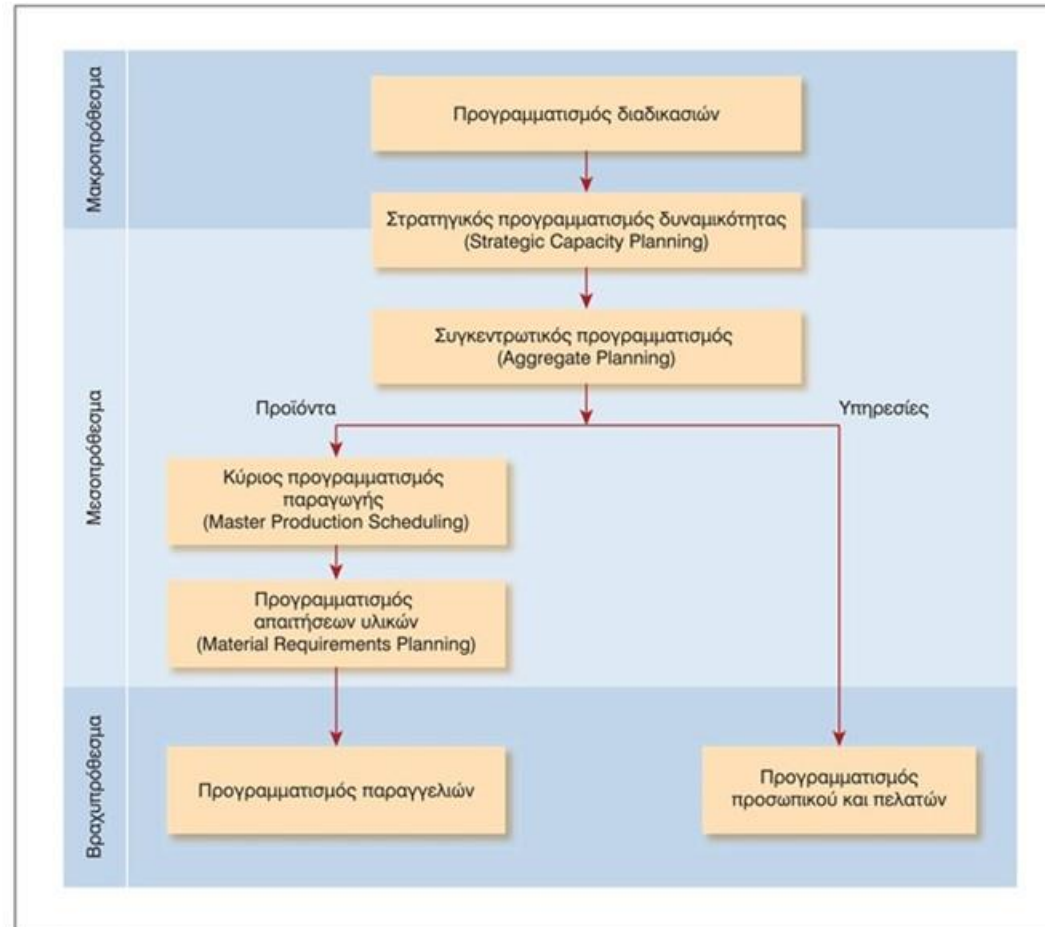 Μακροπρόθεσμα
Προγραμματισμός διαδικασιών
Στρατηγικός προγραμματισμός δυναμικότητας
(Strategic Capacity Planning)
Μεσοπρόθεσμα
Συγκεντρωτικός προγραμματισμός
(Aggregate Planning)
Προϊόντα
Υπηρεσίες
Κύριος προγραμματισμός
παραγωγής
(Master Production Scheduling)
Προγραμματισμός
απαιτήσεων υλικών
(Material Requirements Planning)
Βραχυπρόθεσμα
Προγραμματισμός παραγγελιών
Προγραμματισμός
προσωπικού και πελατών